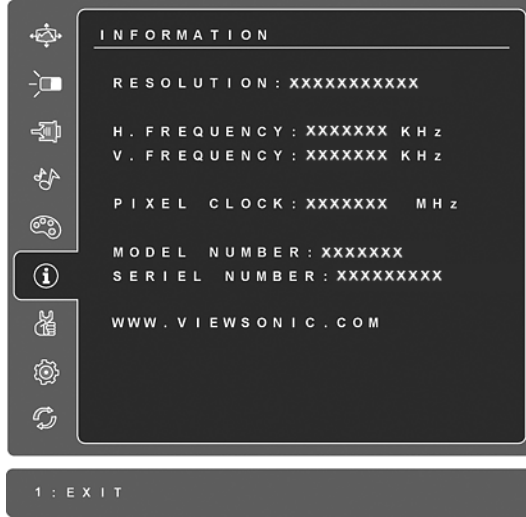 INFORMATION
RESOLUTION: XXXXXXXXXXX
H. FREQUENCY: XXXXXXX KHz
V. FREQUENCY: XXXXXXX KHz
PIXEL CLOCK: XXXXXXX MHz
MODEL NUMBER: XXXXXXX
SERIEL NUMBER: XXXXXXXXX
WWW.VIEWSONIC.COM
1:EXIT